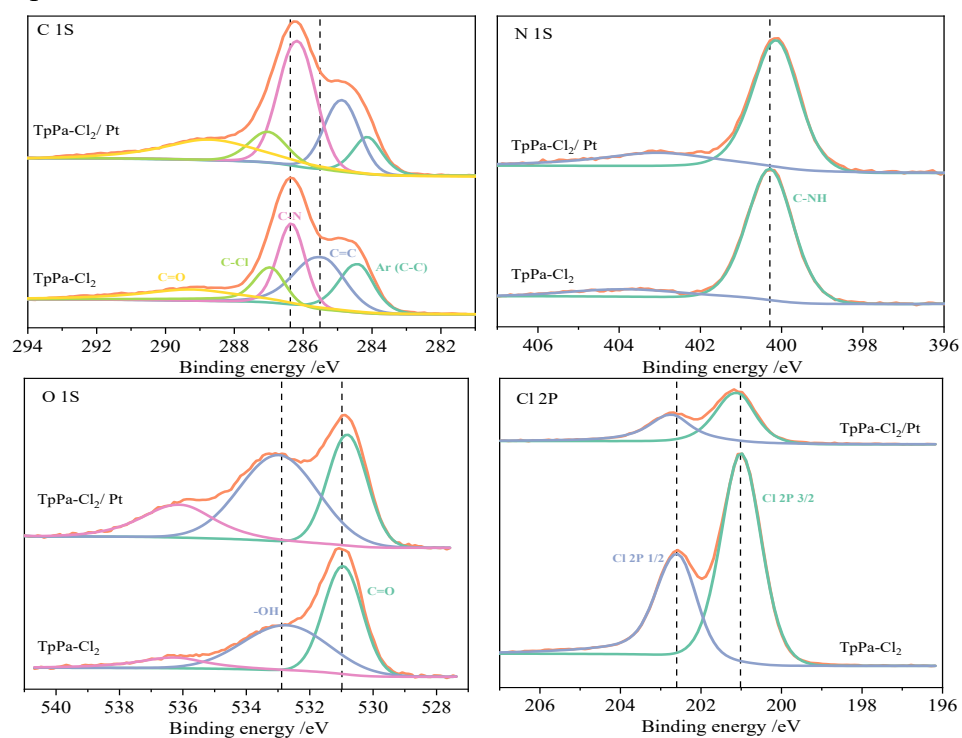 C 1S
TpPa-Cl₂/ Pt
C-N
C-Cl
C=C
C=O
Ar (C-C)
TpPa-Cl₂
294 292 290 288 286 284 282
Binding energy /eV
N 1S
TpPa-Cl₂/ Pt
C-NH
TpPa-Cl₂
406 404 402 400 398 396
Binding energy /eV
O 1S
TpPa-Cl₂/ Pt
C=O
-OH
TpPa-Cl₂
540 538 536 534 532 530 528
Binding energy /eV
Cl 2P
TpPa-Cl₂/Pt
Cl 2P 3/2
Cl 2P 1/2
TpPa-Cl₂
206 204 202 200 198 196
Binding energy /eV